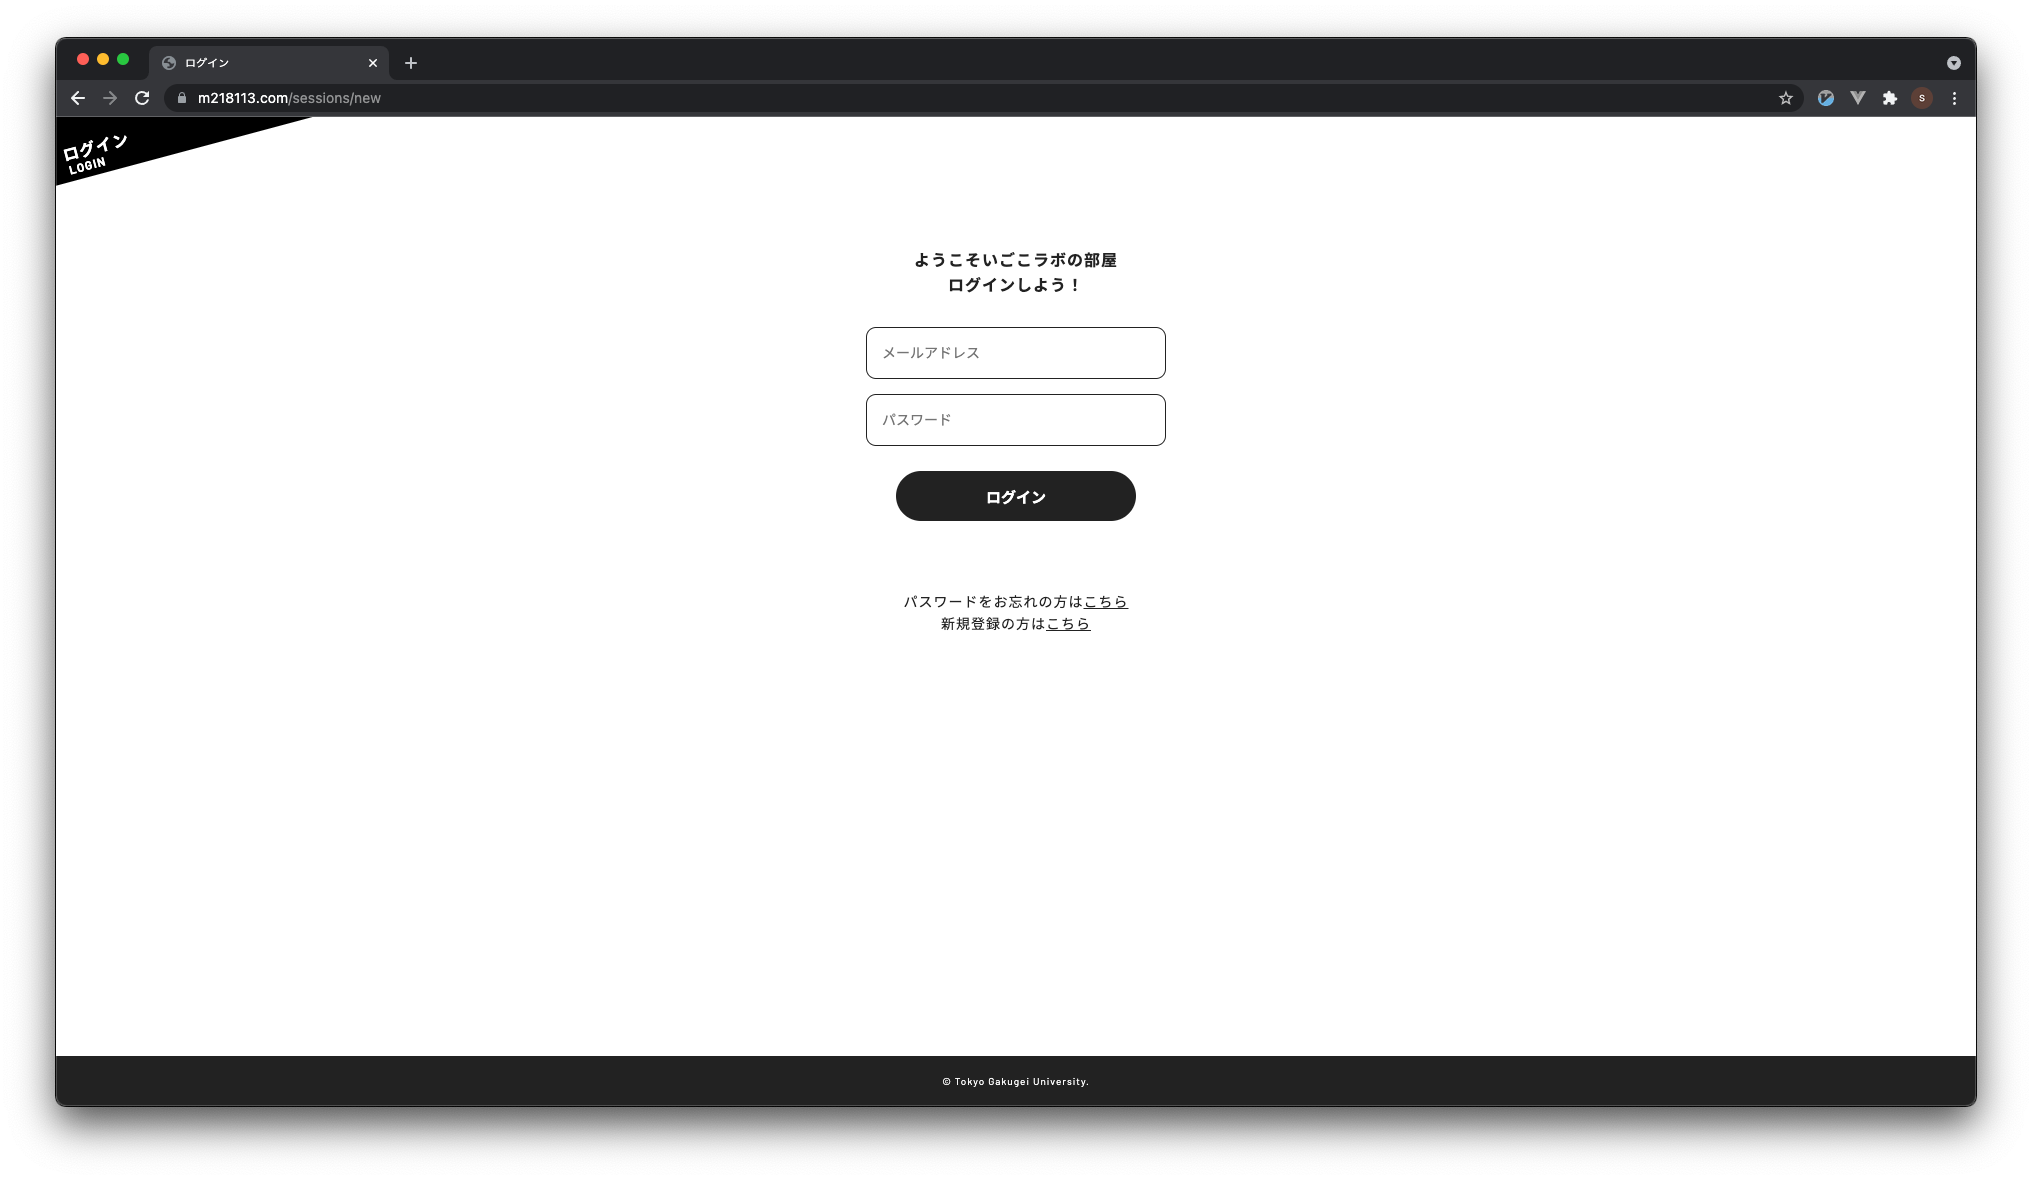 ログイン
m218113.com/sessions/new
S
ログイン
LOGIN
ようこそいごこラボの部屋
ログインしよう！
メールアドレス
パスワード
ログイン
パスワードをお忘れの方はこちら
新規登録の方はこちら
© Tokyo Gakugei University.